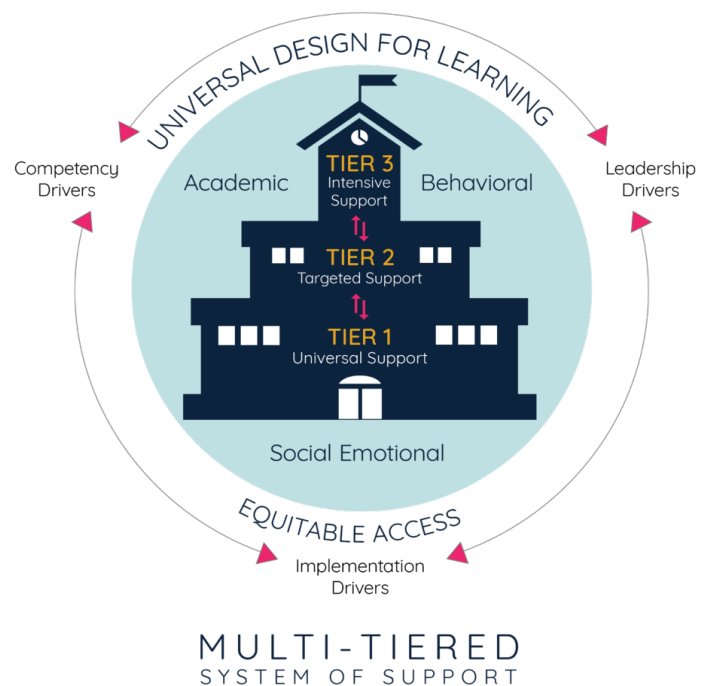 UNIVERSAL DESIGN FOR LEARNING
Competency
Drivers
Leadership
Drivers
Academic
Behavioral
TIER 3
Intensive
Support
TIER 2
Targeted Support
TIER 1
Universal Support
Social Emotional
EQUITABLE ACCESS
Implementation
Drivers
MULTI-TIERED
SYSTEM OF SUPPORT